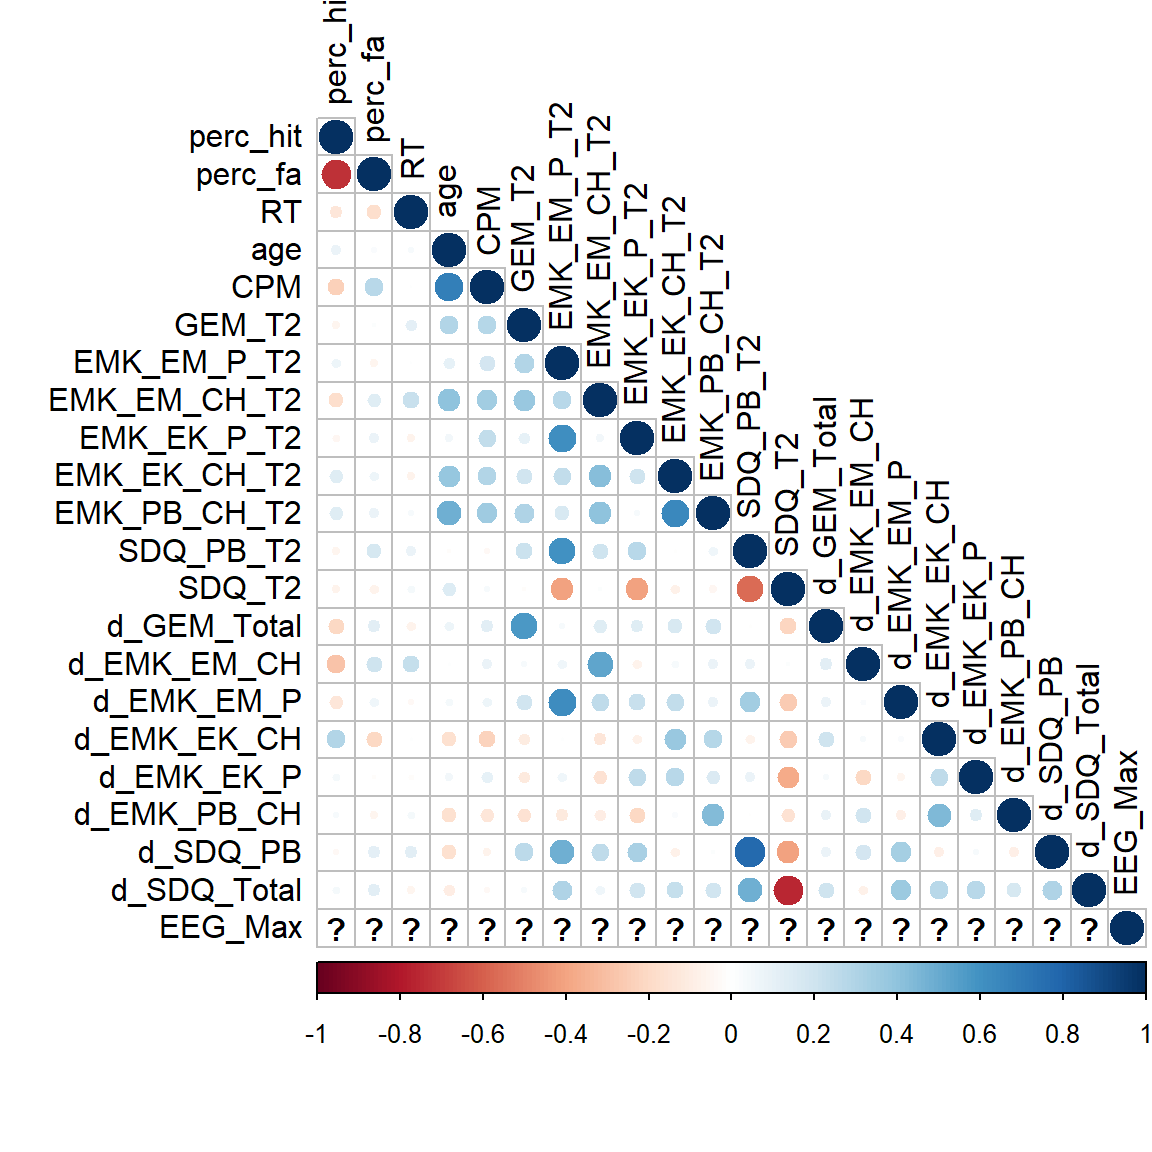 perc_hi
perc_fa
RT
age
CPM
GEM_T2
EMK_EM_P_T2
EMK_EM_CH_T2
EMK_EK_P_T2
EMK_EK_CH_T2
EMK_PB_CH_T2
SDQ_PB_T2
SDQ_T2
d_GEM_Total
d_EMK_EM_CH
d_EMK_EM_P
d_EMK_EK_CH
d_EMK_EK_P
d_EMK_PB_CH
d_SDQ_PB
d_SDQ_Total
EEG_Max
perc_hit
perc_fa
RT
age
CPM
GEM_T2
EMK_EM_P_T2
EMK_EM_CH_T2
EMK_EK_P_T2
EMK_EK_CH_T2
EMK_PB_CH_T2
SDQ_PB_T2
SDQ_T2
d_GEM_Total
d_EMK_EM_CH
d_EMK_EM_P
d_EMK_EK_CH
d_EMK_EK_P
d_EMK_PB_CH
d_SDQ_PB
d_SDQ_Total
EEG_Max ? ? ? ? ? ? ? ? ? ? ? ? ? ? ? ? ? ? ? ? ?
-1 -0.8 -0.6 -0.4 -0.2 0 0.2 0.4 0.6 0.8 1